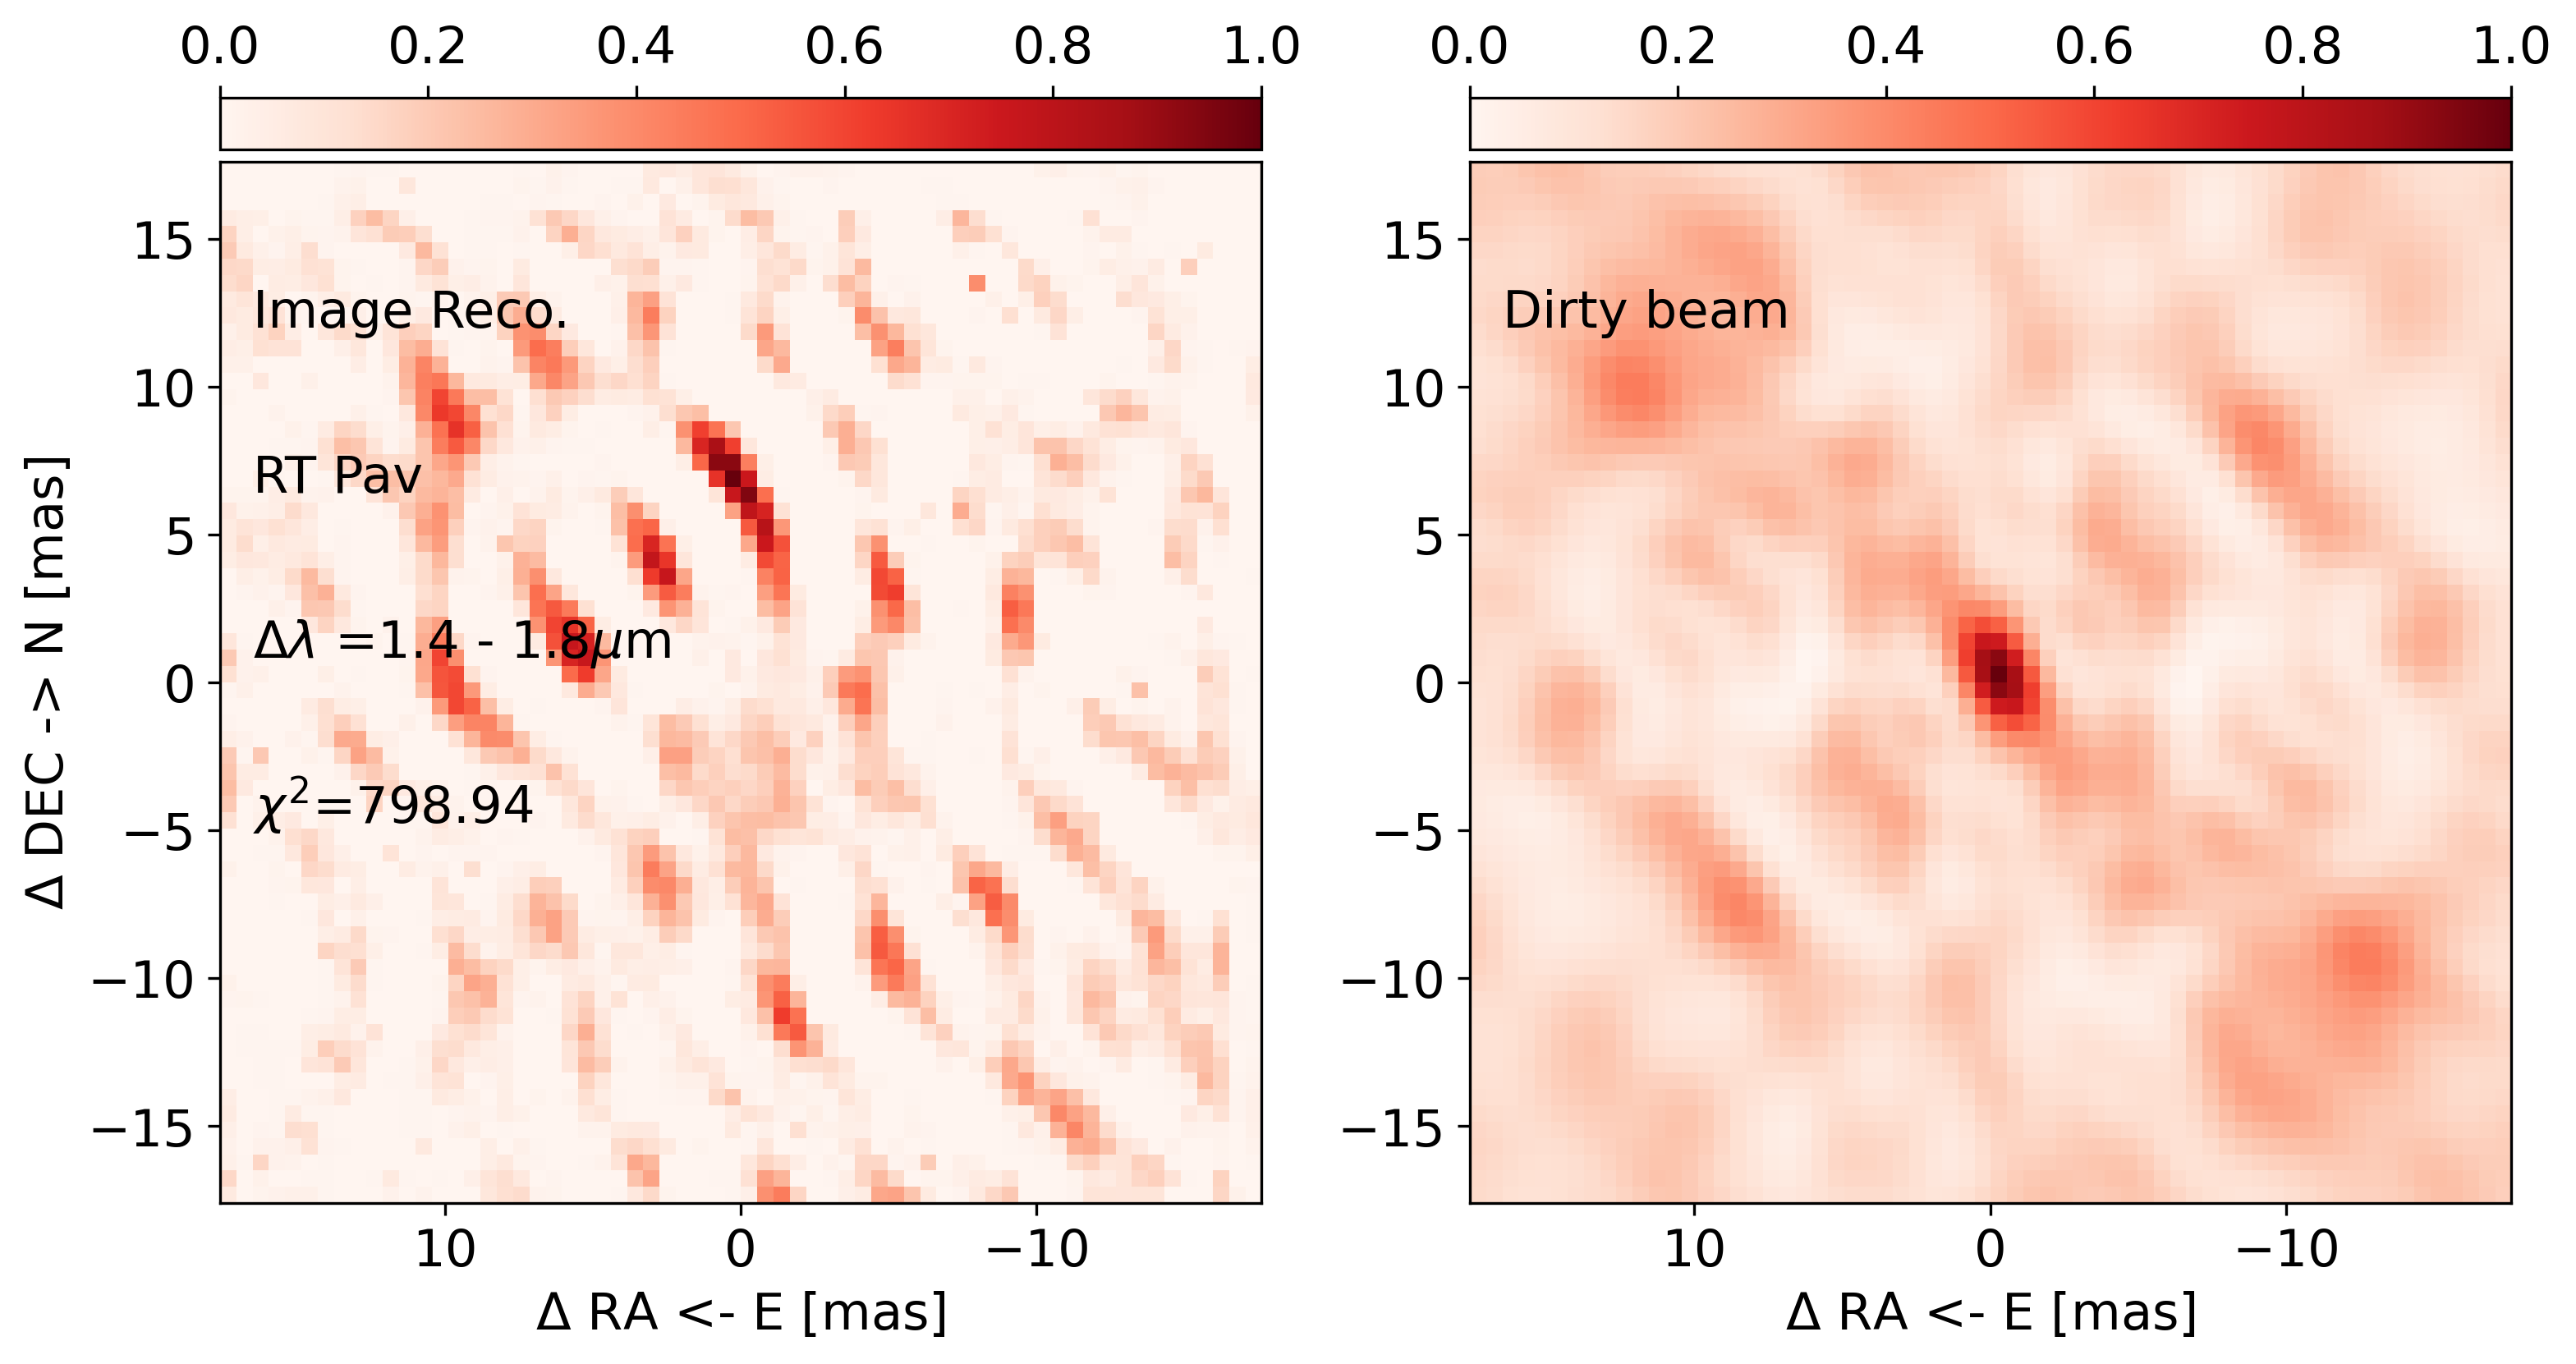 0.0 0.2 0.4 0.6 0.8 1.0
0.0 0.2 0.4 0.6 0.8 1.0
Image Reco.
RT Pav
Δλ =1.4 - 1.8μm
χ²=798.94
Dirty beam
15
10
5
0
−5
−10
−15
Δ DEC -> N [mas]
10 0 −10
Δ RA <- E [mas]
15
10
5
0
−5
−10
−15
10 0 −10
Δ RA <- E [mas]